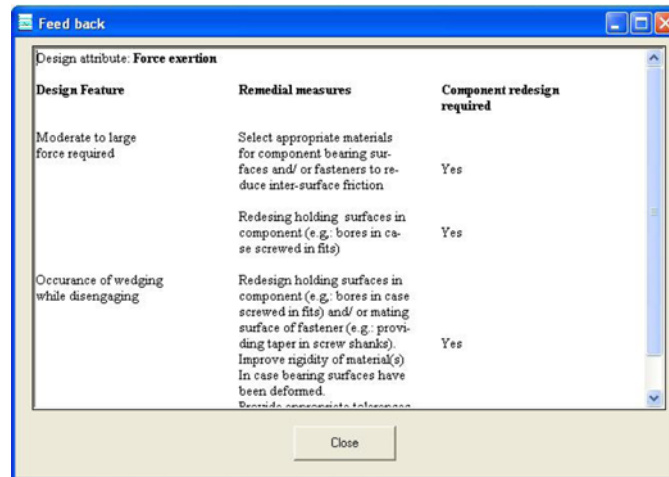 Feed back
Design attribute: Force exertion
Design Feature Remedial measures Component redesign
required
Moderate to large Select appropriate materials
force required for component bearing sur-
faces and/ or fasteners to re- Yes
duce inter-surface friction
Redesing holding surfaces in
component (e.g,: bores in ca- Yes
se screwed in fits)
Occurance of wedging Redesign holding surfaces in
while disengaging component (e.g,: bores in case
screwed in fits) and/ or mating
surface of fastener (e.g.: provi-
ding taper in screw shanks). Yes
Improve rigidity of material(s)
In case bearing surfaces have
been deformed.
Provide appropriate tolerences
Close